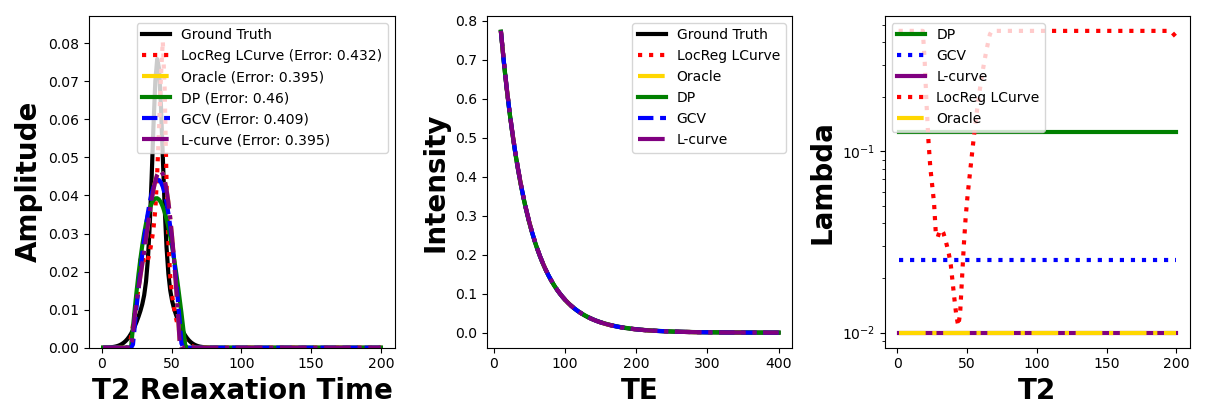 Amplitude
0.08
0.07
0.06
0.05
0.04
0.03
0.02
0.01
0.00
Ground Truth
LocReg LCurve (Error: 0.432)
Oracle (Error: 0.395)
DP (Error: 0.46)
GCV (Error: 0.409)
L-curve (Error: 0.395)
0 50 100 150 200
T2 Relaxation Time
Intensity
0.8
0.7
0.6
0.5
0.4
0.3
0.2
0.1
0.0
Ground Truth
LocReg LCurve
Oracle
DP
GCV
L-curve
0 100 200 300 400
TE
Lambda
10⁻¹
10⁻²
DP
GCV
L-curve
LocReg LCurve
Oracle
0 50 100 150 200
T2